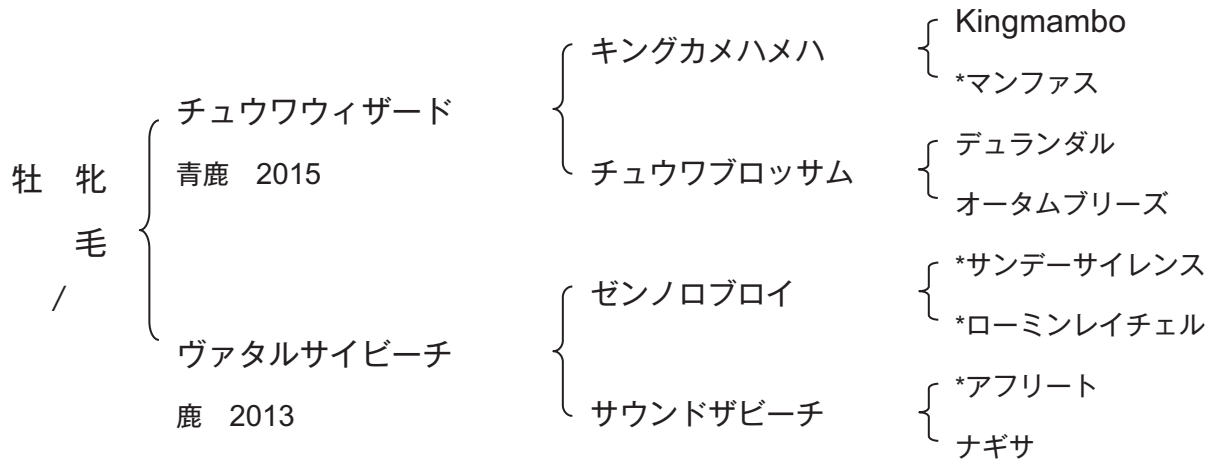 Kingmambo
キングカメハメハ
*マンファス
チュウワウィザード
青鹿 2015
デュランダル
チュウワブロッサム
オータムブリーズ
牡 牝
毛
/
*サンデーサイレンス
ゼンノロブロイ
*ローミンレイチェル
ヴァタルサイビーチ
鹿 2013
*アフリート
サウンドザビーチ
ナギサ